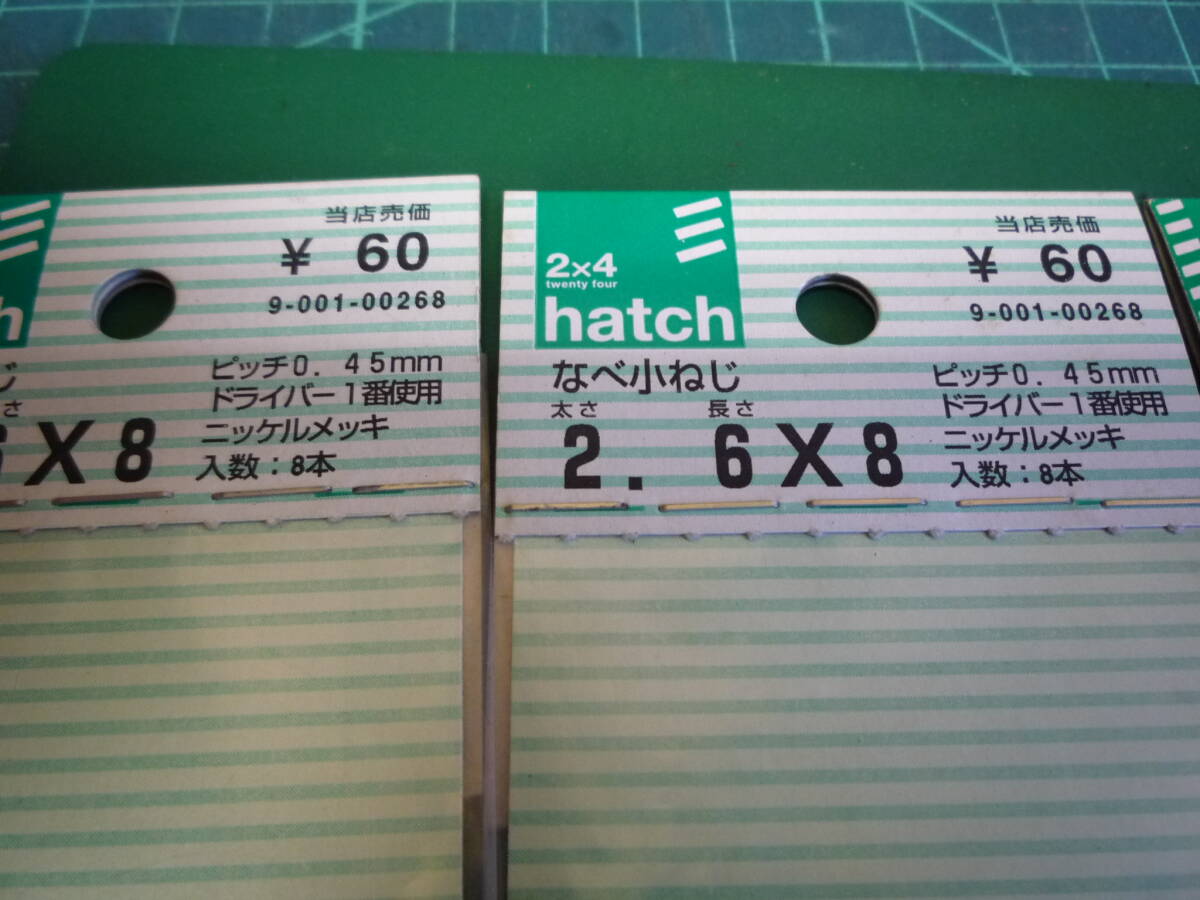 当店売価
¥ 60
9-001-00268
ピッチ0.45mm
ドライバー1番使用
X8
ニッケルメッキ
入数:8本
2×4
twenty four
hatch
当店売価
¥ 60
9-001-00268
なべ小ねじ
ピッチ0.45mm
太さ 長さ
ドライバー1番使用
2.6X8
ニッケルメッキ
入数:8本